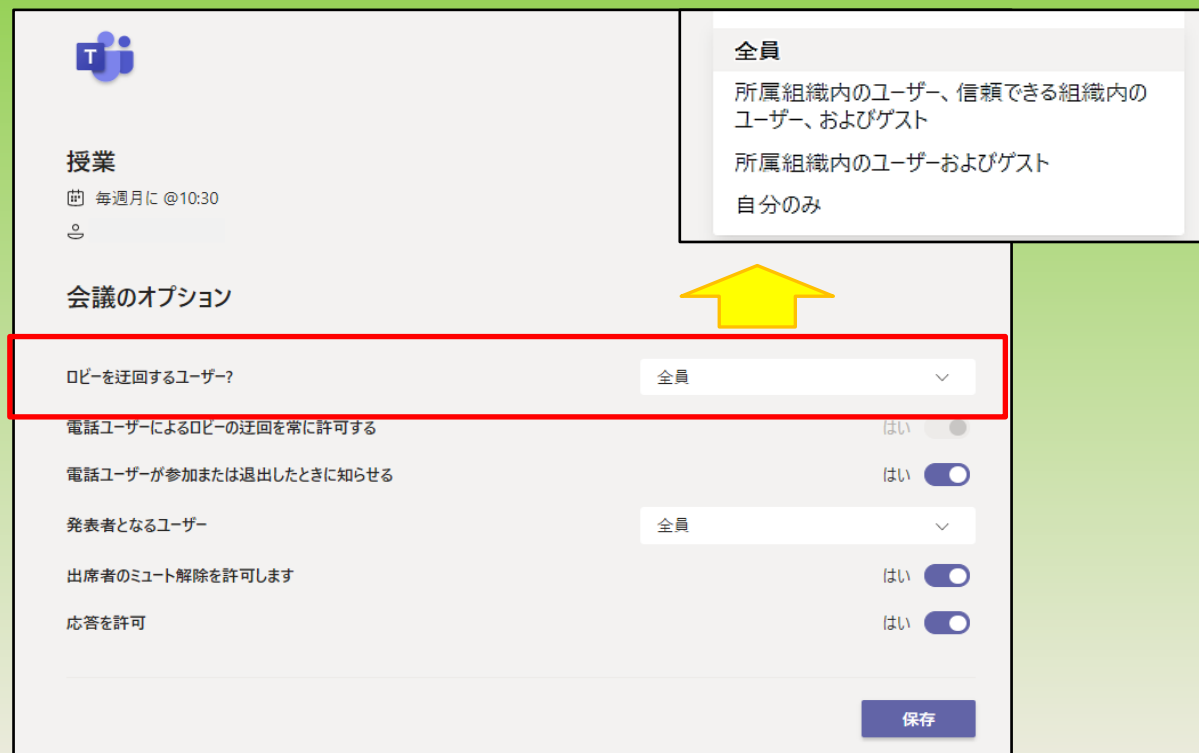 T
全員
所属組織内のユーザー、信頼できる組織内の
ユーザー、およびゲスト
所属組織内のユーザーおよびゲスト
自分のみ
授業
毎週月に @10:30
会議のオプション
ロビーを迂回するユーザー? 全員
電話ユーザーによるロビーの迂回を常に許可する はい
電話ユーザーが参加または退出したときに知らせる はい
発表者となるユーザー 全員
出席者のミュート解除を許可します はい
応答を許可 はい
保存